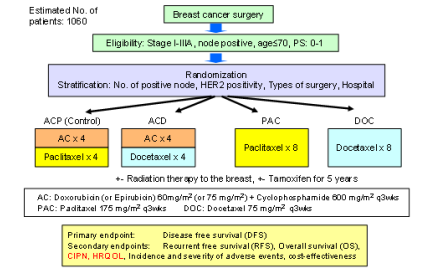 Estimated No. of
patients: 1060
Breast cancer surgery
Eligibility: Stage I-IIIA, node positive, age≤70, PS: 0-1
Randomization
Stratification: No. of positive node, HER2 positivity, Types of surgery, Hospital
ACP (Control) ACD PAC DOC
AC x 4 AC x 4 Paclitaxel x 8 Docetaxel x 8
Paclitaxel x 4 Docetaxel x 4
+- Radiation therapy to the breast, +- Tamoxifen for 5 years
AC: Doxorubicin (or Epirubicin) 60mg/m² (or 75 mg/m²) + Cyclophosphamide 600 mg/m² q3wks
PAC: Paclitaxel 175 mg/m² q3wks DOC: Docetaxel 75 mg/m² q3wks
Primary endpoint: Disease free survival (DFS)
Secondary endpoints: Recurrent free survival (RFS), Overall survival (OS),
CIPN, HRQOL, Incidence and severity of adverse events, cost-effectiveness